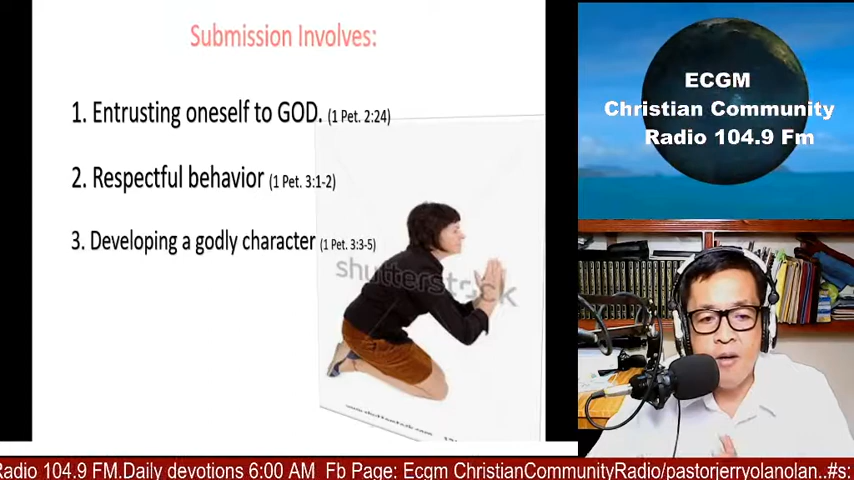 Submission Involves:
1. Entrusting oneself to GOD. (1 Pet. 2:24)
2. Respectful behavior (1 Pet. 3:1-2)
3. Developing a godly character (1 Pet. 3:3-5)
shutterstock
ECGM
Christian Community
Radio 104.9 Fm
Radio 104.9 FM.Daily devotions 6:00 AM Fb Page: Ecgm ChristianCommunityRadio/pastorjerryolanolan..#s: